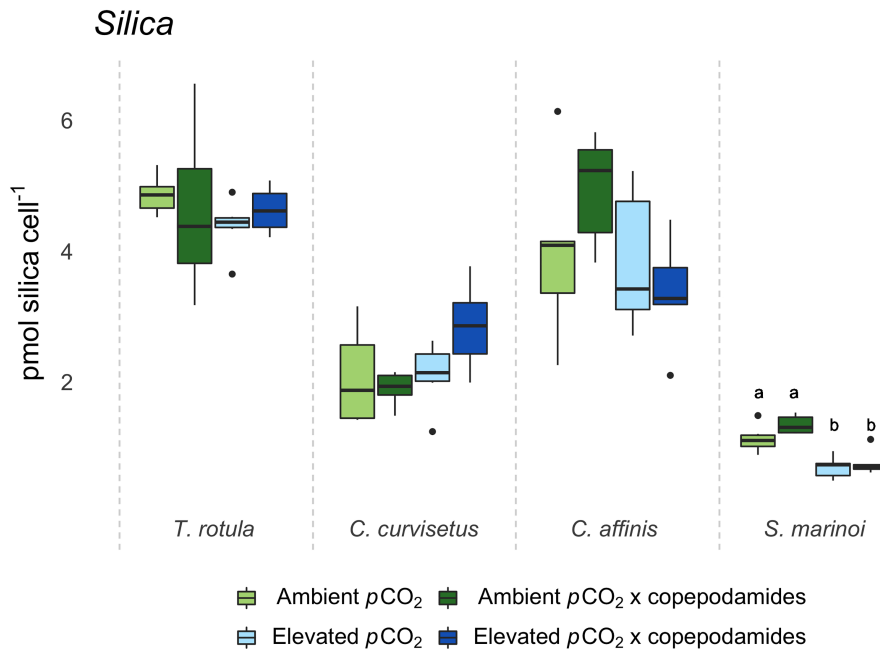 Silica
pmol silica cell⁻¹
6
4
2
a a
b b
T. rotula C. curvisetus C. affinis S. marinoi
Ambient pCO₂ Ambient pCO₂ x copepodamides
Elevated pCO₂ Elevated pCO₂ x copepodamides